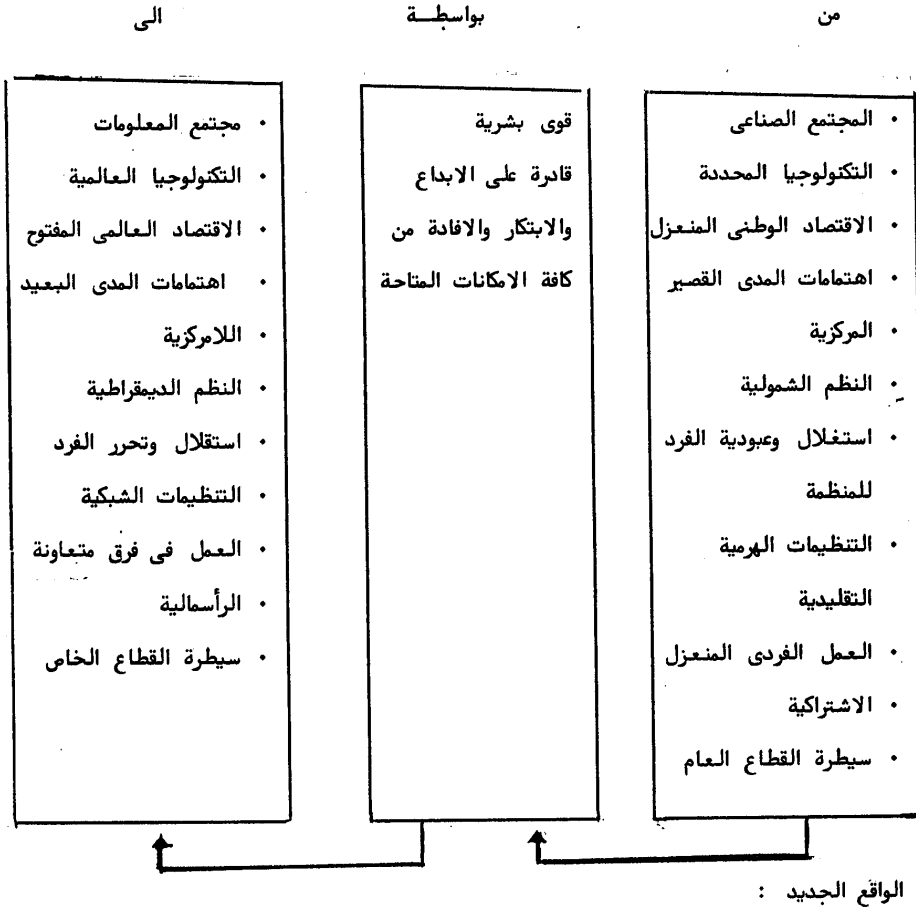 من
بواسطـــة
الى
• المجتمع الصناعى
• التكنولوجيا المحددة
• الاقتصاد الوطنى المنعزل
• اهتمامات المدى القصير
• المركزية
• النظم الشمولية
• استغلال وعبودية الفرد
للمنظمة
• التنظيمات الهرمية
التقليدية
• العمل الفردى المنعزل
• الاشتراكية
• سيطرة القطاع العام
قوى بشرية
قادرة على الابداع
والابتكار والافادة من
كافة الامكانات المتاحة
• مجتمع المعلومات
• التكنولوجيا العالمية
• الاقتصاد العالمى المفتوح
• اهتمامات المدى البعيد
• اللامركزية
• النظم الديمقراطية
• استقلال وتحرر الفرد
• التنظيمات الشبكية
• العمل فى فرق متعاونة
• الرأسمالية
• سيطرة القطاع الخاص
الواقع الجديد :